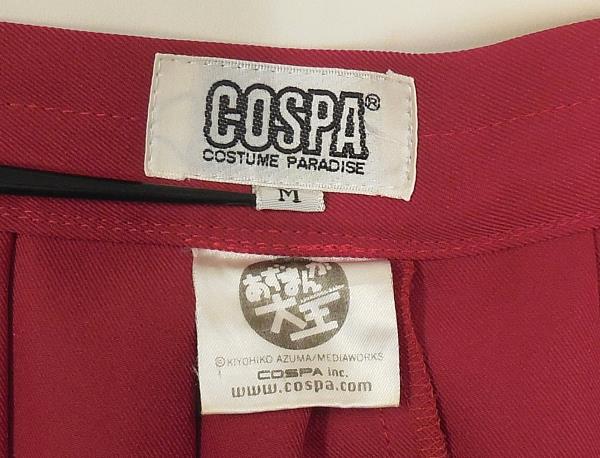 COSPA®
COSTUME PARADISE
M
あずまんが
大王
©KIYOHIKO AZUMA/MEDIAWORKS
COSPA inc.
www.cospa.com